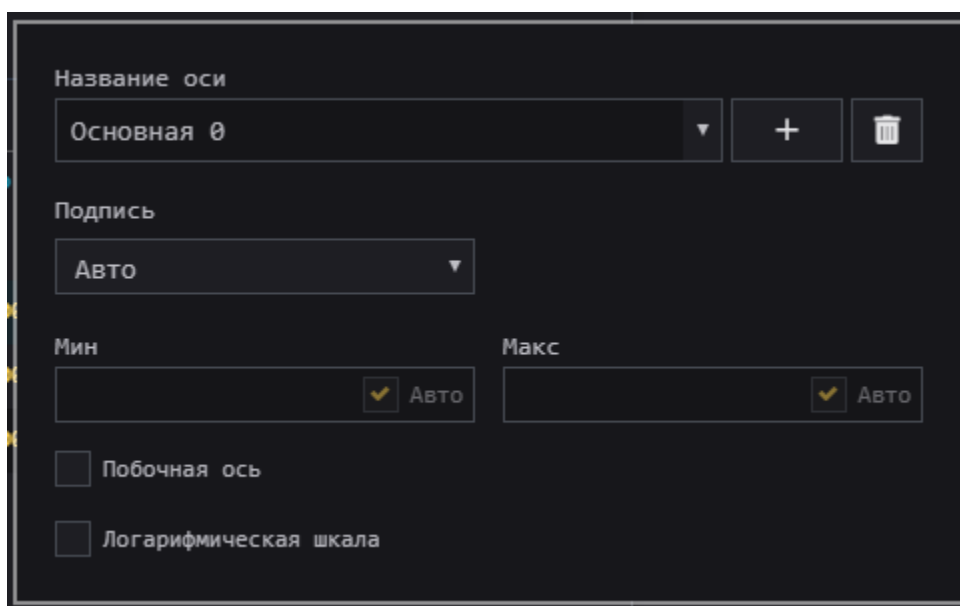 Название оси
Основная 0
Подпись
Авто
Мин Макс
Авто Авто
Побочная ось
Логарифмическая шкала